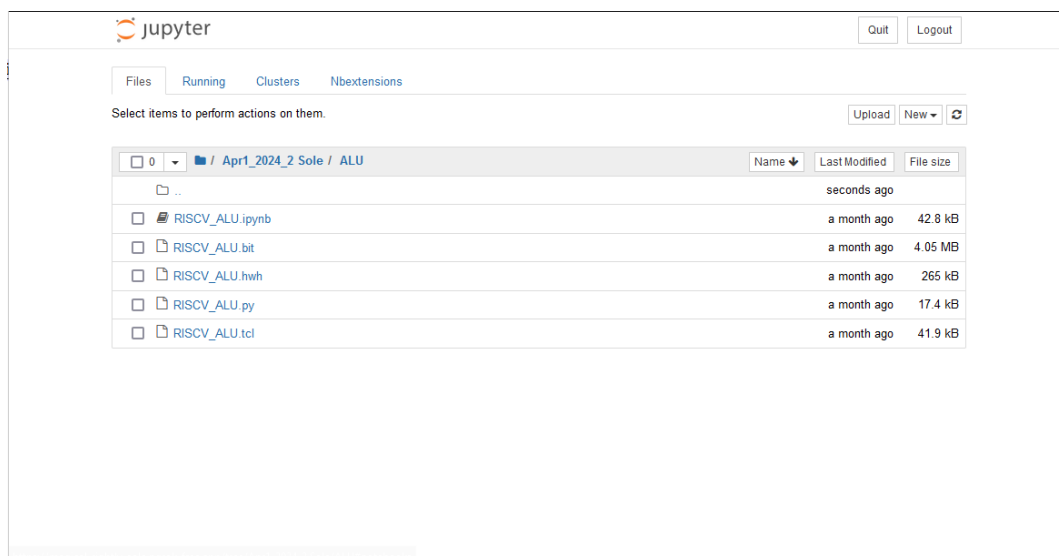 jupyter
Quit Logout
Files Running Clusters Nbextensions
Select items to perform actions on them.
Upload New
0 / Apr1_2024_2 Sole / ALU Name Last Modified File size
.. seconds ago
RISCV_ALU.ipynb a month ago 42.8 kB
RISCV_ALU.bit a month ago 4.05 MB
RISCV_ALU.hwh a month ago 265 kB
RISCV_ALU.py a month ago 17.4 kB
RISCV_ALU.tcl a month ago 41.9 kB